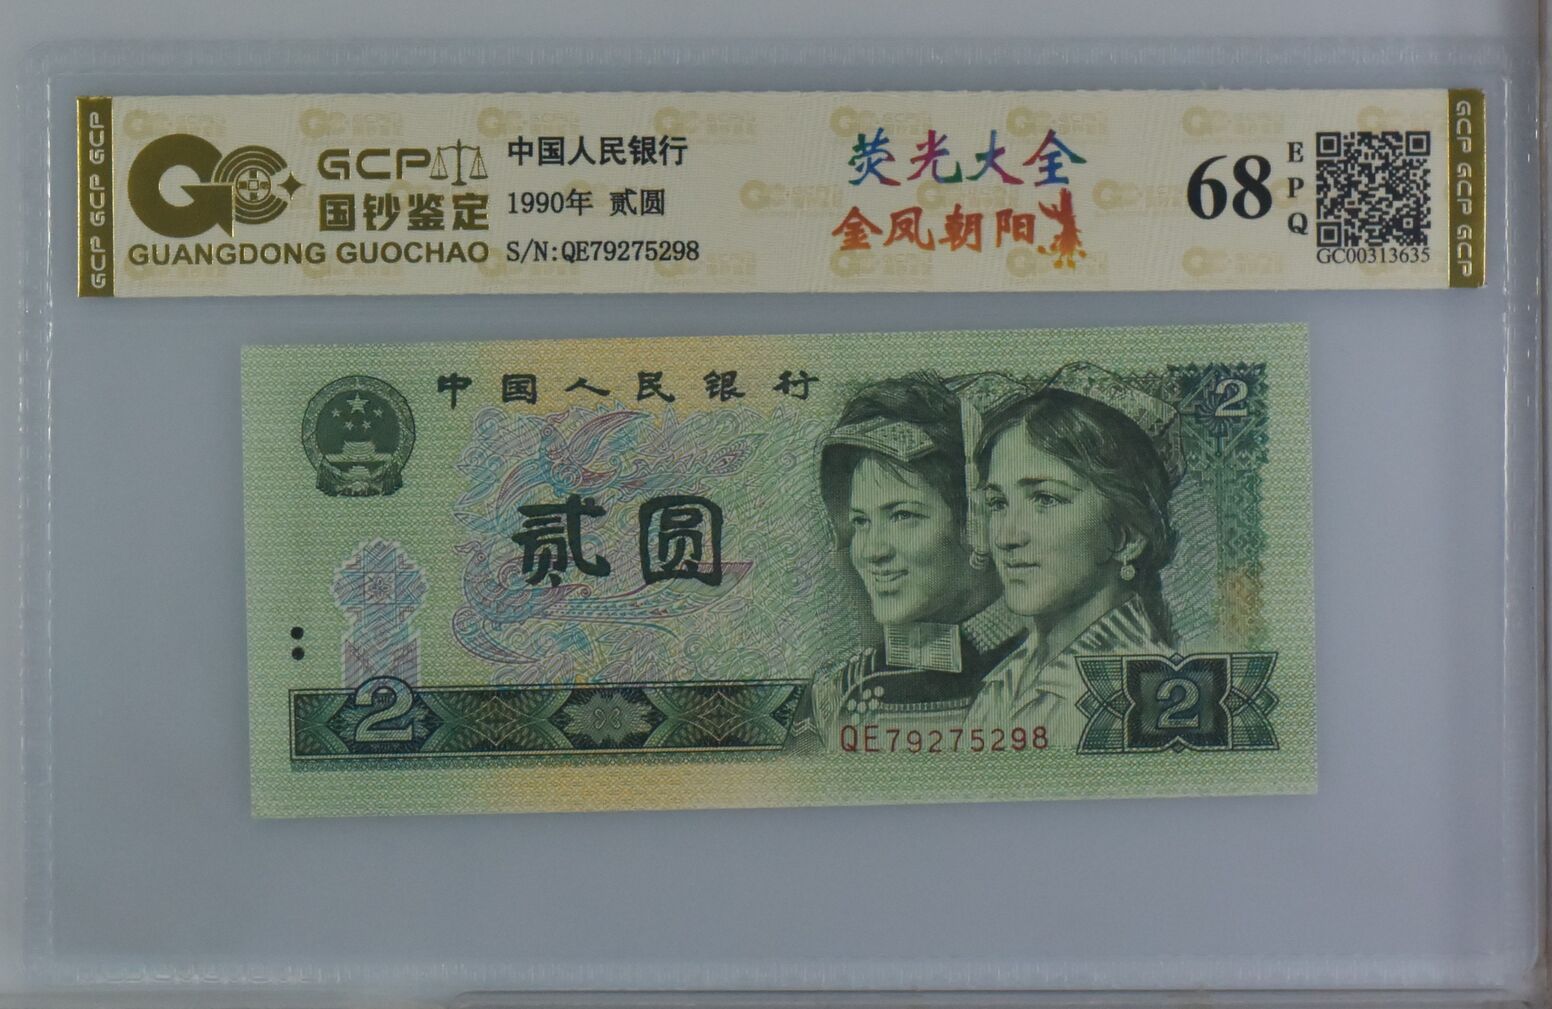 GCP GCP GCP
GCP
国钞鉴定
GUANGDONG GUOCHAO
中国人民银行
1990年 贰圆
S/N:QE79275298
荧光大全
金凤朝阳
68
EPQ
GC00313635
GCP GCP GCP
中国人民银行
2
贰圆
2
QE79275298
2